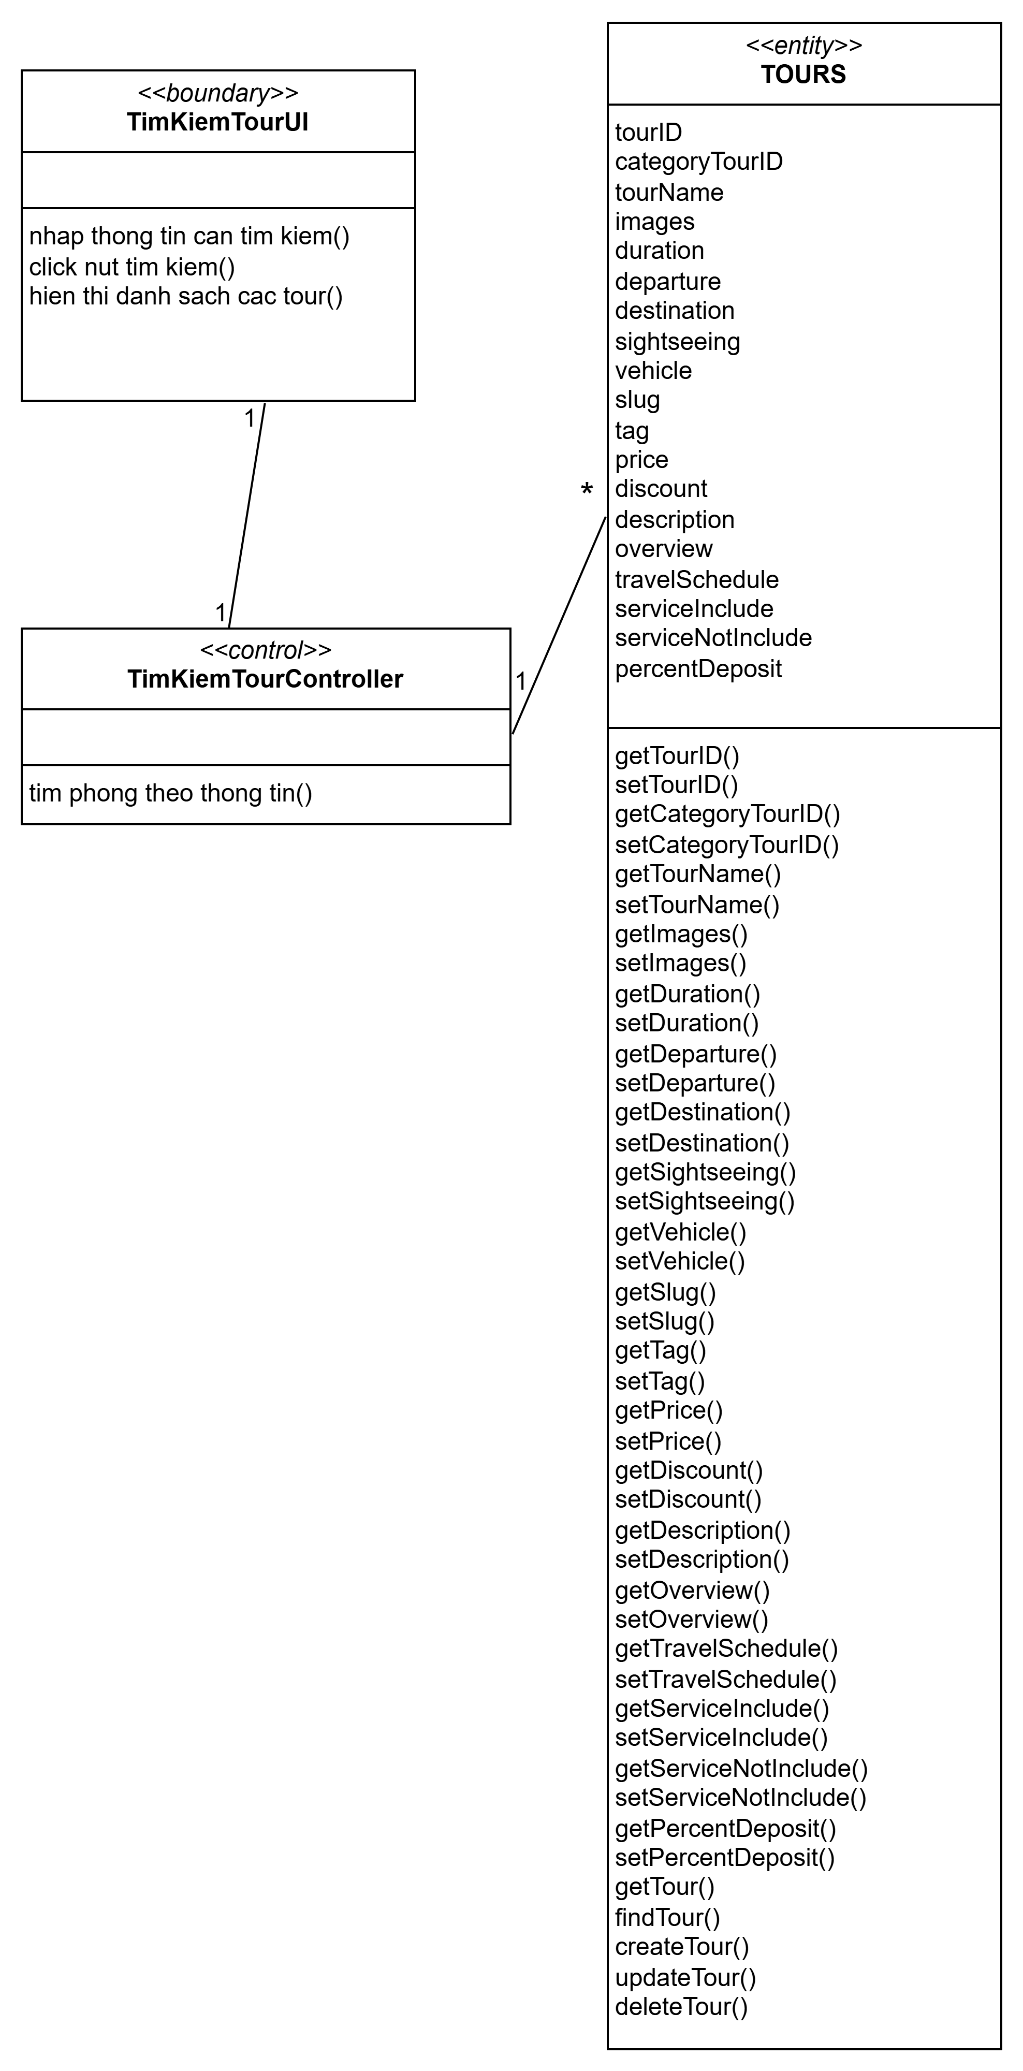 <<boundary>>
TimKiemTourUI
nhap thong tin can tim kiem()
click nut tim kiem()
hien thi danh sach cac tour()
1
1
<<control>>
TimKiemTourController
tim phong theo thong tin()
1
*
<<entity>>
TOURS
tourID
categoryTourID
tourName
images
duration
departure
destination
sightseeing
vehicle
slug
tag
price
discount
description
overview
travelSchedule
serviceInclude
serviceNotInclude
percentDeposit
getTourID()
setTourID()
getCategoryTourID()
setCategoryTourID()
getTourName()
setTourName()
getImages()
setImages()
getDuration()
setDuration()
getDeparture()
setDeparture()
getDestination()
setDestination()
getSightseeing()
setSightseeing()
getVehicle()
setVehicle()
getSlug()
setSlug()
getTag()
setTag()
getPrice()
setPrice()
getDiscount()
setDiscount()
getDescription()
setDescription()
getOverview()
setOverview()
getTravelSchedule()
setTravelSchedule()
getServiceInclude()
setServiceInclude()
getServiceNotInclude()
setServiceNotInclude()
getPercentDeposit()
setPercentDeposit()
getTour()
findTour()
createTour()
updateTour()
deleteTour()